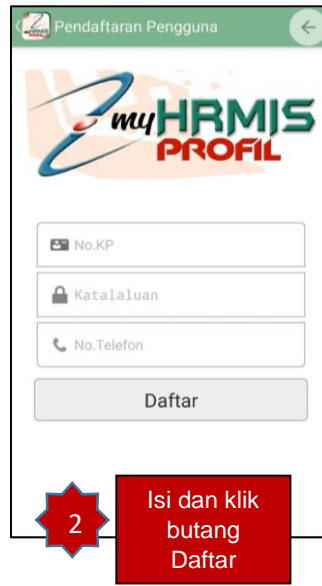 Pendaftaran Pengguna
myHRMIS
PROFIL
No.KP
Katalaluan
No.Telefon
Daftar
2
Isi dan klik
butang
Daftar